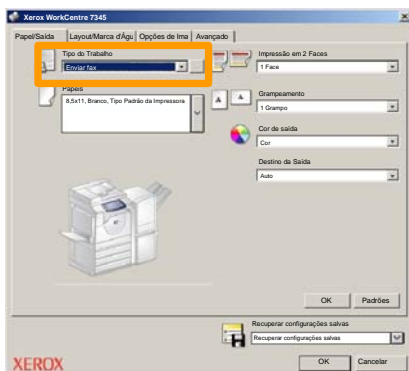 Xerox WorkCentre 7345
Papel/Saída
Layout/Marca d'Águ
Opções de Ima
Avançado
Tipo do Trabalho
Enviar fax
Papéis
8,5x11, Branco, Tipo Padrão da Impressora
Impressão em 2 Faces
1 Face
Grampeamento
1 Grampo
Cor de saída
Cor
Destino da Saída
Auto
OK
Padrões
Recuperar configurações salvas
Recuperar configurações salvas
XEROX
OK
Cancelar